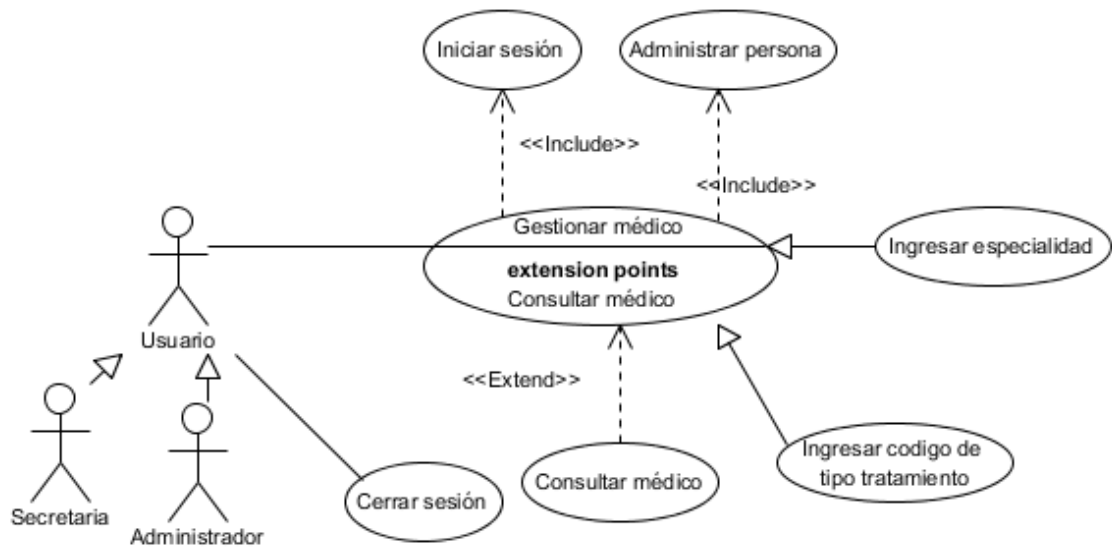 Iniciar sesión
Administrar persona
<<Include>>
<<Include>>
Gestionar médico
extension points
Consultar médico
Ingresar especialidad
Usuario
<<Extend>>
Ingresar codigo de
tipo tratamiento
Consultar médico
Cerrar sesión
Secretaria
Administrador